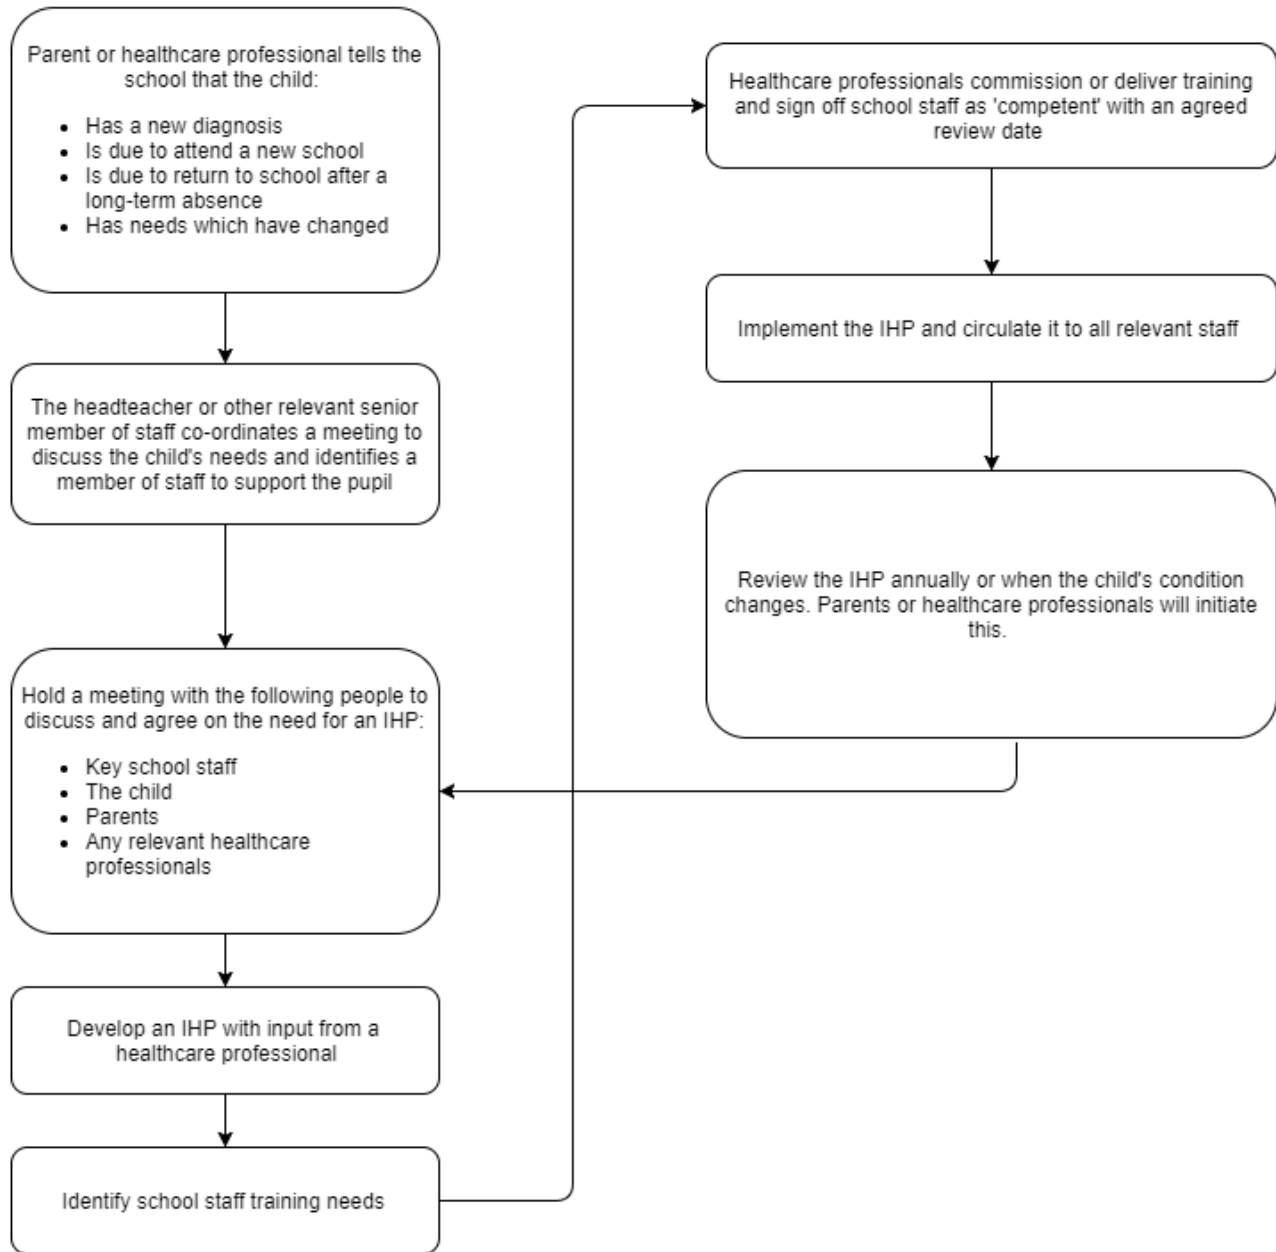 Parent or healthcare professional tells the
school that the child:
• Has a new diagnosis
• Is due to attend a new school
• Is due to return to school after a
long-term absence
• Has needs which have changed
The headteacher or other relevant senior
member of staff co-ordinates a meeting to
discuss the child's needs and identifies a
member of staff to support the pupil
Hold a meeting with the following people to
discuss and agree on the need for an IHP:
• Key school staff
• The child
• Parents
• Any relevant healthcare
professionals
Develop an IHP with input from a
healthcare professional
Identify school staff training needs
Healthcare professionals commission or deliver training
and sign off school staff as 'competent' with an agreed
review date
Implement the IHP and circulate it to all relevant staff
Review the IHP annually or when the child's condition
changes. Parents or healthcare professionals will initiate
this.